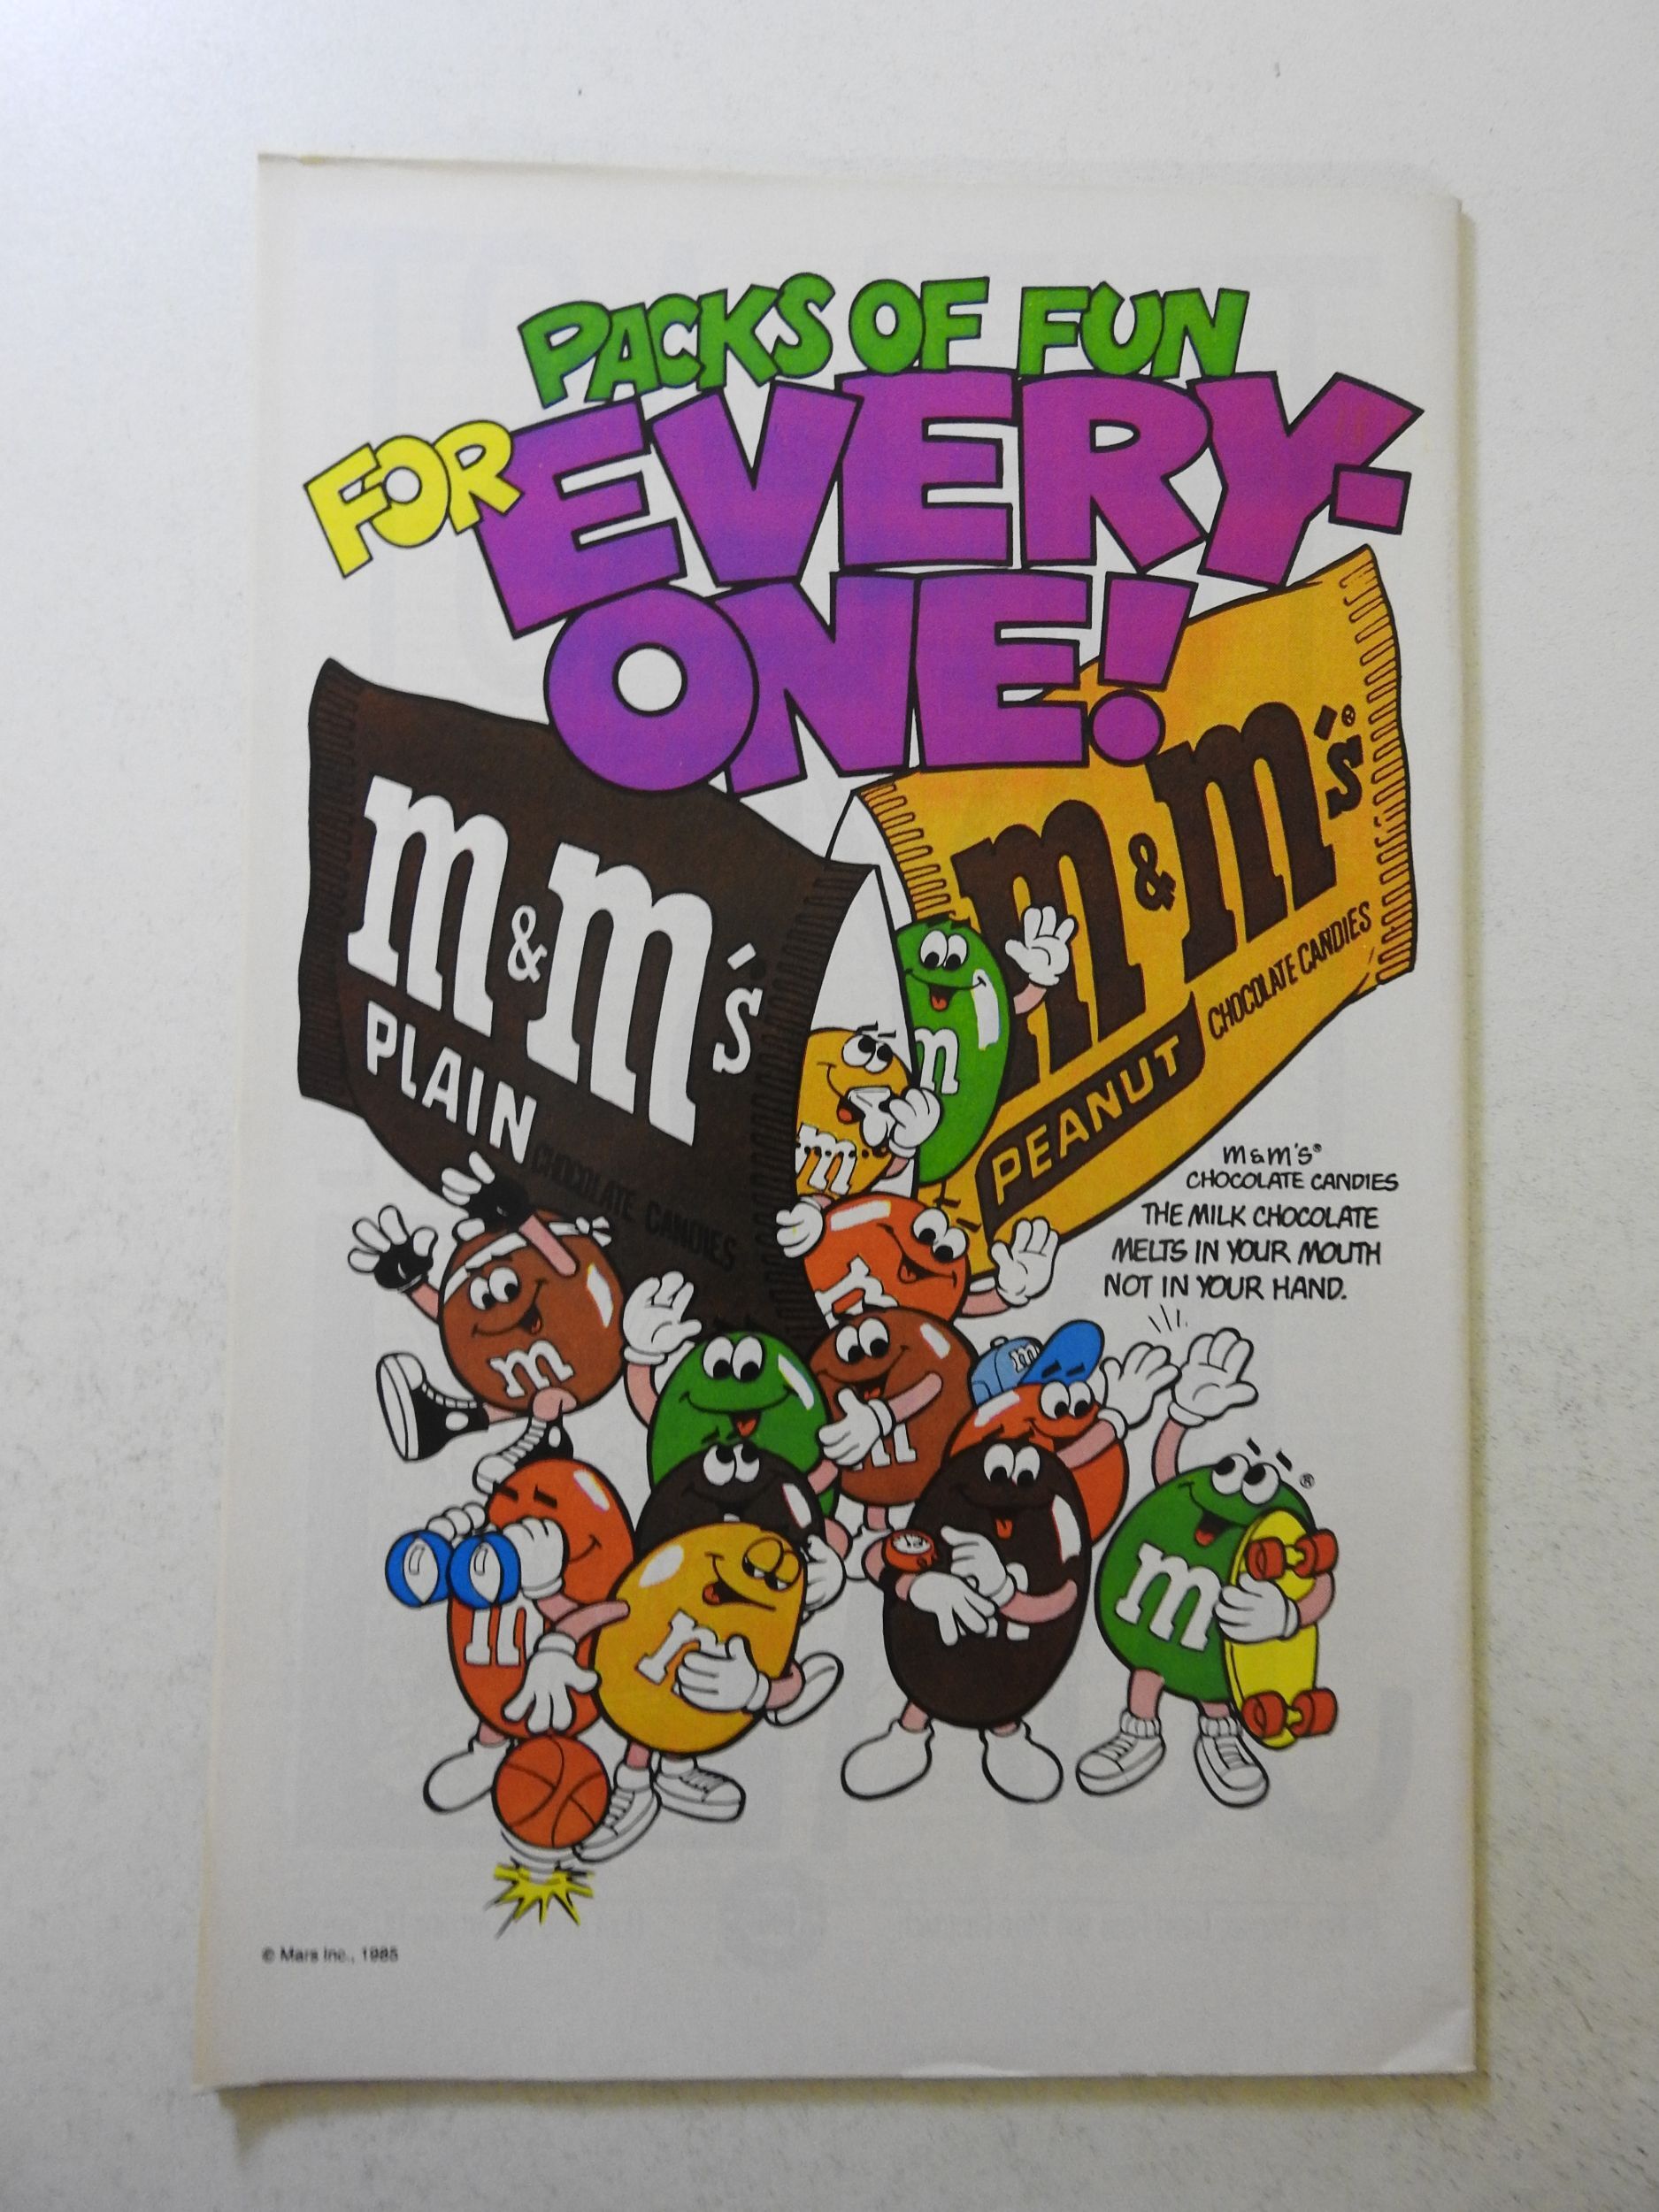 PACKS OF FUN
FOR EVERY-
ONE!
m&m's
PLAIN
CHOCOLATE CANDIES
m&m's®
PEANUT
CHOCOLATE CANDIES
m&m's®
CHOCOLATE CANDIES
THE MILK CHOCOLATE
MELTS IN YOUR MOUTH
NOT IN YOUR HAND.
m
m
m
m
m
®
m
m
m
© Mars Inc., 1985